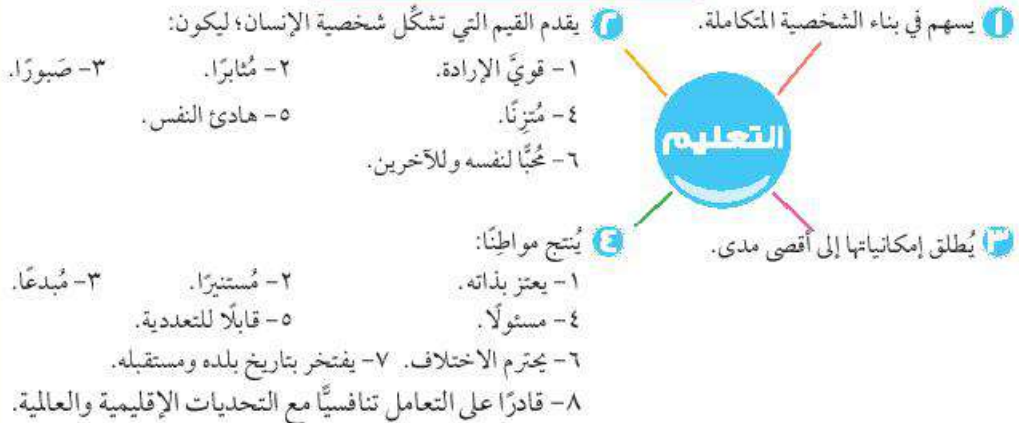 ١ يسهم في بناء الشخصية المتكاملة.
٢ يقدم القيم التي تشكِّل شخصية الإنسان؛ ليكون:
١- قويَّ الإرادة. ٢- مُثابرًا. ٣- صَبورًا.
٤- مُتزِنًا. ٥- هادئ النفس.
٦- مُحبًّا لنفسه وللآخرين.
التعليم
٣ يُطلق إمكانياتها إلى أقصى مدى.
٤ يُنتج مواطِنًا:
١- يعتز بذاته. ٢- مُستنيرًا. ٣- مُبدعًا.
٤- مسئولًا. ٥- قابلًا للتعددية.
٦- يحترم الاختلاف. ٧- يفتخر بتاريخ بلده ومستقبله.
٨- قادرًا على التعامل تنافسيًّا مع التحديات الإقليمية والعالمية.